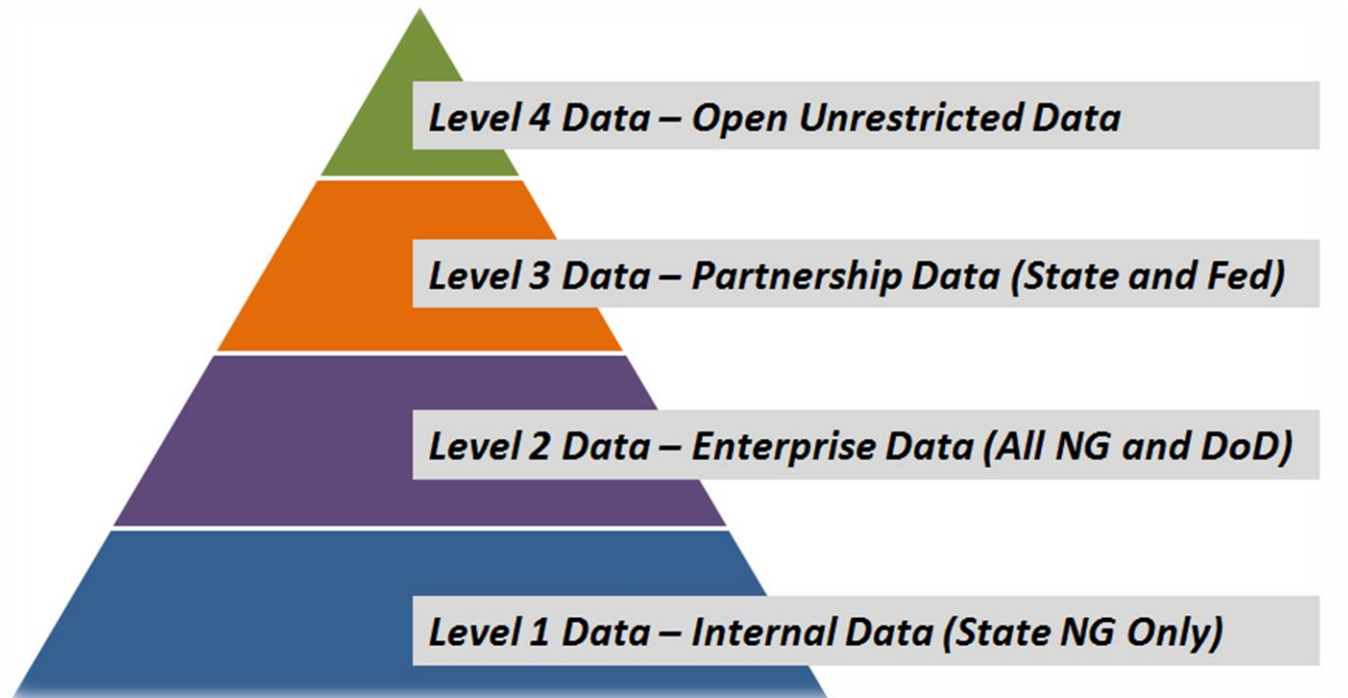 Level 4 Data – Open Unrestricted Data
Level 3 Data – Partnership Data (State and Fed)
Level 2 Data – Enterprise Data (All NG and DoD)
Level 1 Data – Internal Data (State NG Only)